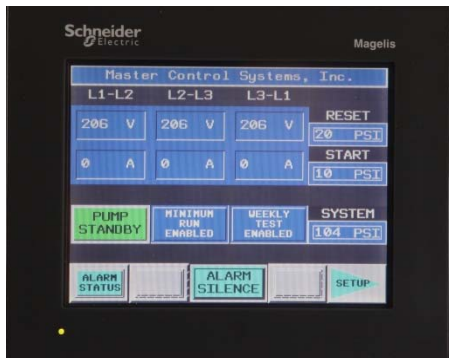 Schneider
Electric
Magelis
Master Control Systems, Inc.
L1-L2 L2-L3 L3-L1
206 V 206 V 206 V
RESET
20 PSI
0 A 0 A 0 A
START
10 PSI
PUMP
STANDBY
MINIMUM
RUN
ENABLED
WEEKLY
TEST
ENABLED
SYSTEM
104 PSI
ALARM
STATUS
ALARM
SILENCE
SETUP